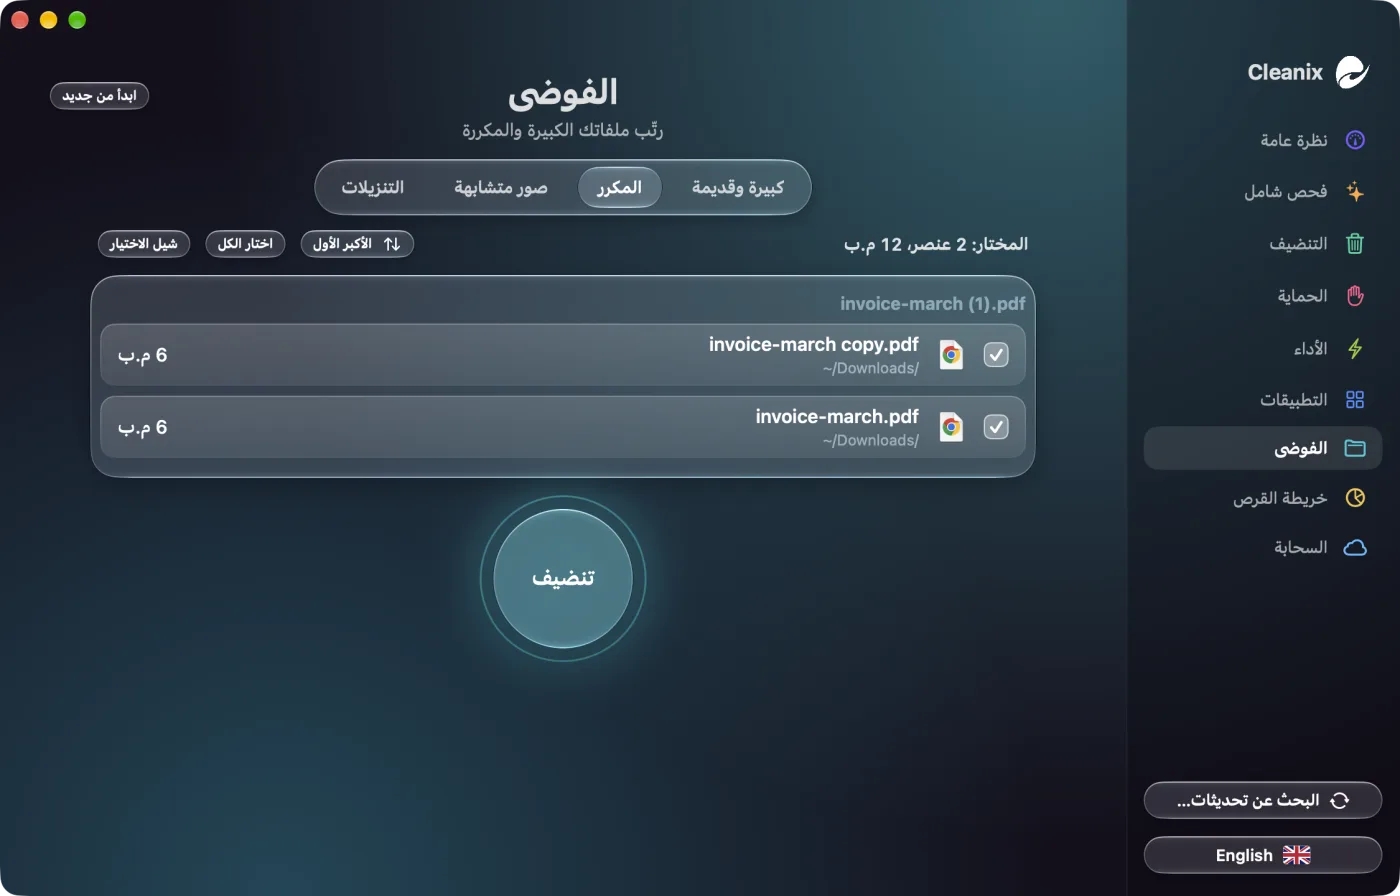 Cleanix
نظرة عامة
فحص شامل
التنضيف
الحماية
الأداء
التطبيقات
الفوضى
خريطة القرص
السحابة
البحث عن تحديثات...
English
ابدأ من جديد
الفوضى
رتّب ملفاتك الكبيرة والمكررة
كبيرة وقديمة
المكرر
صور متشابهة
التنزيلات
المختار: 2 عنصر، 12 م.ب
الأكبر الأول
اختار الكل
شيل الاختيار
invoice-march (1).pdf
invoice-march copy.pdf
~/Downloads/
6 م.ب
invoice-march.pdf
~/Downloads/
6 م.ب
تنضيف